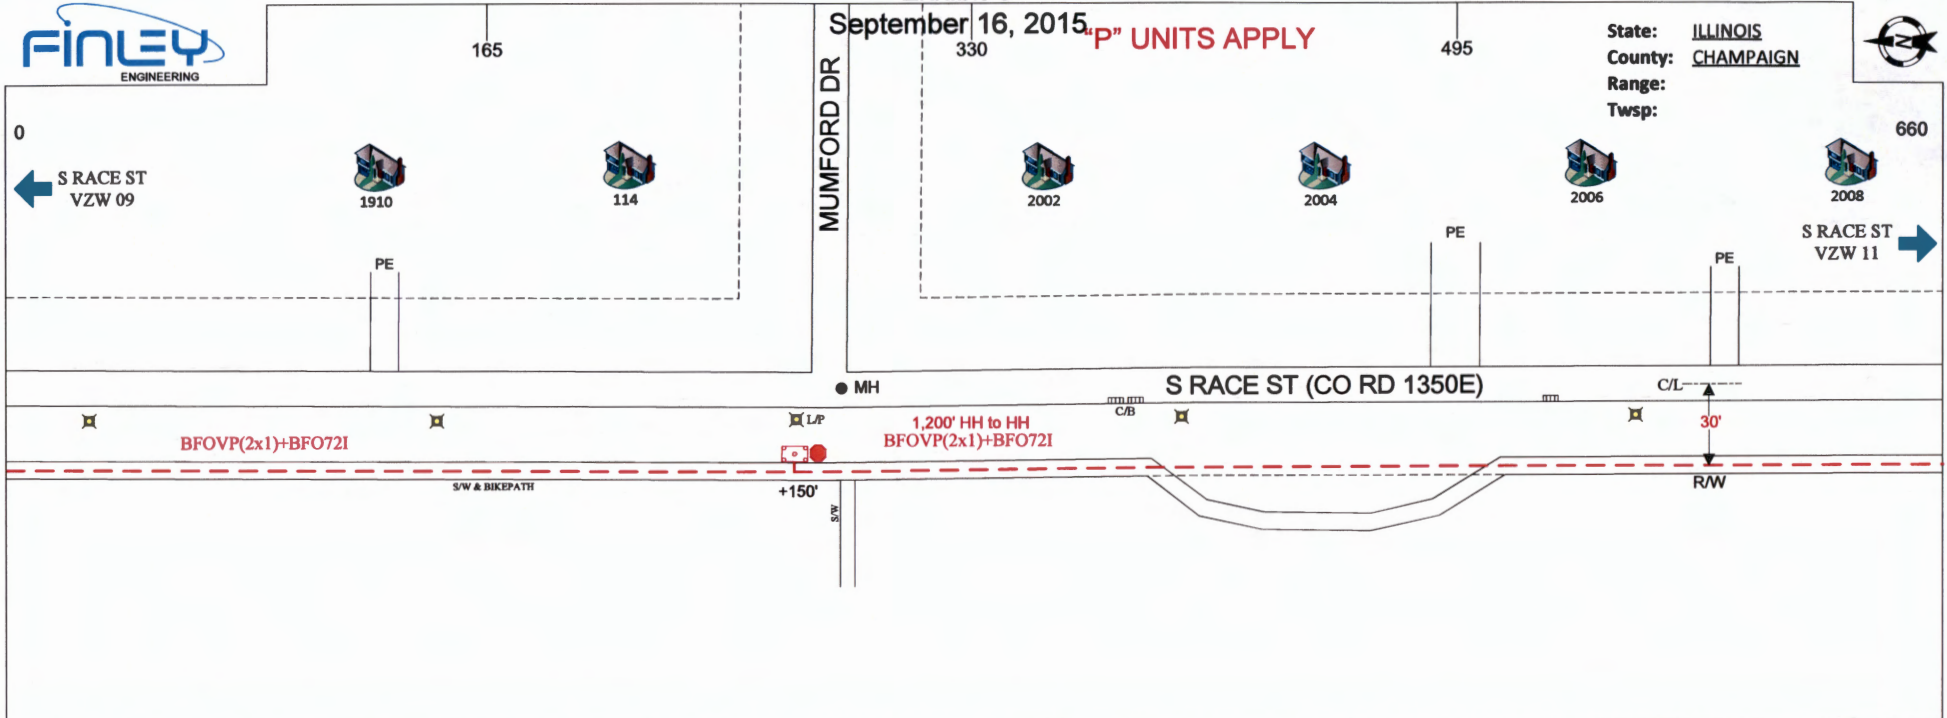 FINLEY
ENGINEERING
September 16, 2015
"P" UNITS APPLY
165
330
495
State: ILLINOIS
County: CHAMPAIGN
Range:
Twsp:
N
0
660
MUMFORD DR
S RACE ST
VZW 09
1910
114
2002
2004
2006
2008
S RACE ST
VZW 11
PE
PE
PE
MH
S RACE ST (CO RD 1350E)
C/L
C/B
L/P
1,200' HH to HH
BFOVP(2x1)+BFO72I
BFOVP(2x1)+BFO72I
30'
S/W & BIKEPATH
+150'
R/W
S/W